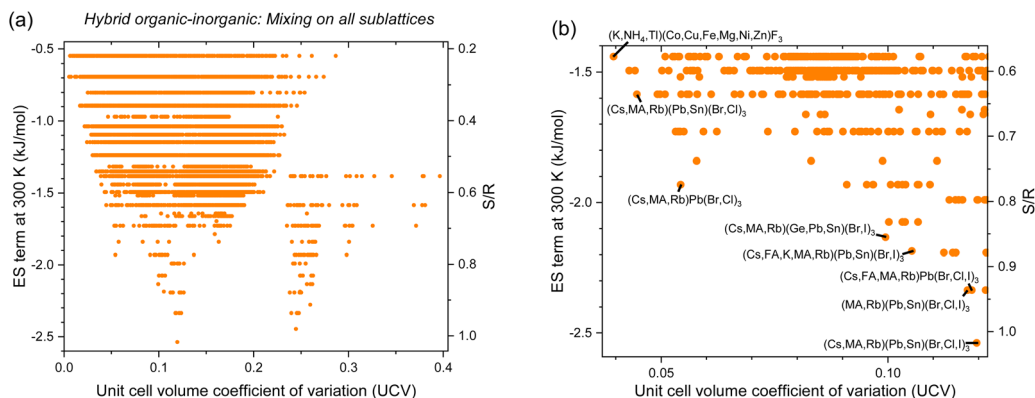 (a)
Hybrid organic-inorganic: Mixing on all sublattices
ES term at 300 K (kJ/mol)
-0.5
-1.0
-1.5
-2.0
-2.5
0.0
0.1
0.2
0.3
0.4
Unit cell volume coefficient of variation (UCV)
0.2
0.4
0.6
0.8
1.0
S/R
(b)
ES term at 300 K (kJ/mol)
-1.5
-2.0
-2.5
0.05
0.10
Unit cell volume coefficient of variation (UCV)
0.6
0.7
0.8
0.9
1.0
S/R
(K,NH₄,Tl)(Co,Cu,Fe,Mg,Ni,Zn)F₃
(Cs,MA,Rb)(Pb,Sn)(Br,Cl)₃
(Cs,MA,Rb)Pb(Br,Cl)₃
(Cs,MA,Rb)(Ge,Pb,Sn)(Br,I)₃
(Cs,FA,K,MA,Rb)(Pb,Sn)(Br,I)₃
(Cs,FA,MA,Rb)Pb(Br,Cl,I)₃
(MA,Rb)(Pb,Sn)(Br,Cl,I)₃
(Cs,MA,Rb)(Pb,Sn)(Br,Cl,I)₃